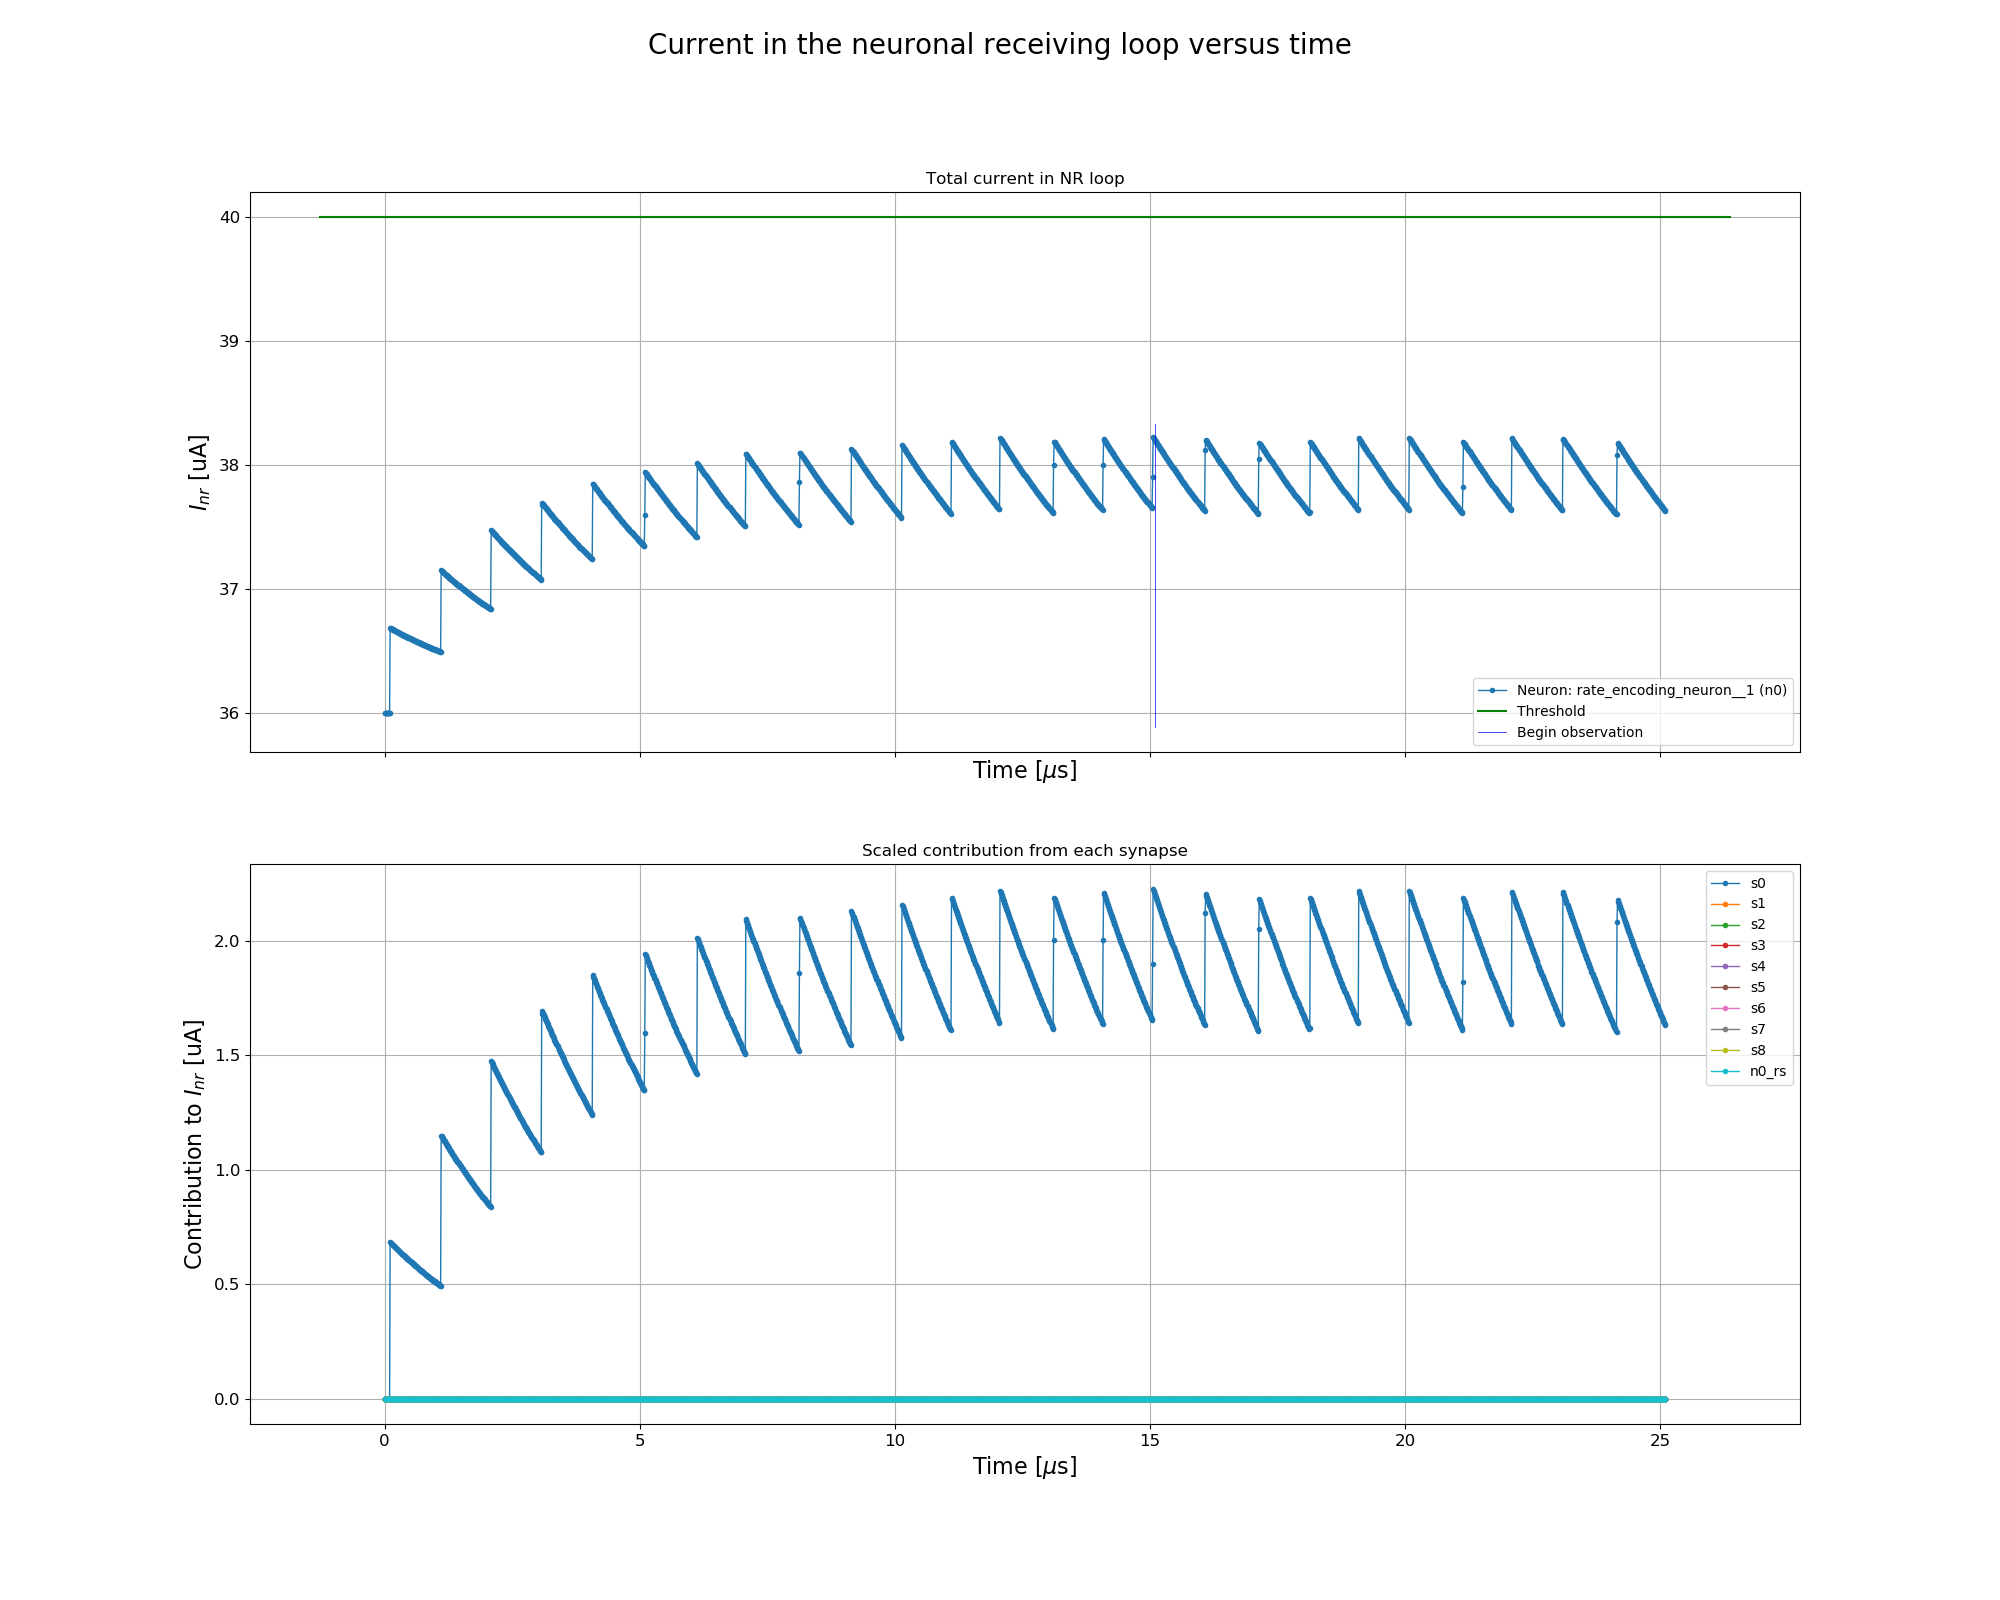 Current in the neuronal receiving loop versus time
Total current in NR loop
40
39
38
37
36
I_nr [uA]
Neuron: rate_encoding_neuron__1 (n0)
Threshold
Begin observation
Time [μs]
Scaled contribution from each synapse
2.0
1.5
1.0
0.5
0.0
Contribution to I_nr [uA]
s0
s1
s2
s3
s4
s5
s6
s7
s8
n0_rs
0 5 10 15 20 25
Time [μs]